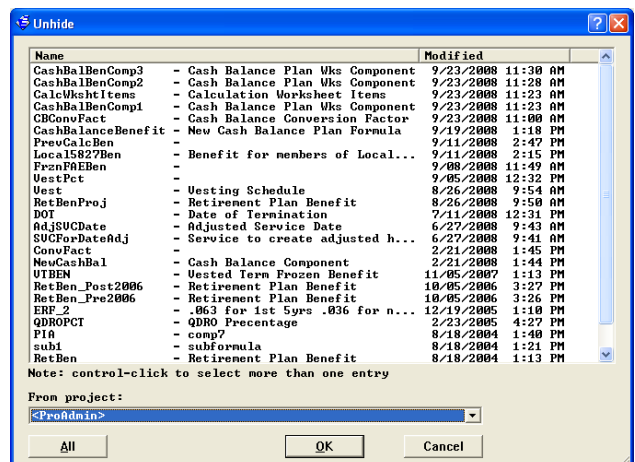 Unhide
Name Modified
CashBalBenComp3 - Cash Balance Plan Wks Component 9/23/2008 11:30 AM
CashBalBenComp2 - Cash Balance Plan Wks Component 9/23/2008 11:28 AM
CalcWkshtItems - Calculation Worksheet Items 9/23/2008 11:23 AM
CashBalBenComp1 - Cash Balance Plan Wks Component 9/23/2008 11:23 AM
CBConvFact - Cash Balance Conversion Factor 9/23/2008 11:00 AM
CashBalanceBenefit - New Cash Balance Plan Formula 9/19/2008 1:18 PM
PrevCalcBen - 9/11/2008 2:47 PM
Local5827Ben - Benefit for members of Local... 9/11/2008 2:15 PM
FrznFAEBen - 9/08/2008 11:49 AM
VestPct - 9/05/2008 12:32 PM
Vest - Vesting Schedule 8/26/2008 9:54 AM
RetBenProj - Retirement Plan Benefit 8/26/2008 9:50 AM
DOT - Date of Termination 7/11/2008 12:31 PM
AdjSVCDate - Adjusted Service Date 6/27/2008 9:43 AM
SVCForDateAdj - Service to create adjusted h... 6/27/2008 9:41 AM
ConvFact - 2/21/2008 1:45 PM
NewCashBal - Cash Balance Component 2/21/2008 1:44 PM
VTBEN - Vested Term Frozen Benefit 11/05/2007 1:13 PM
RetBen_Post2006 - Retirement Plan Benefit 10/05/2006 3:27 PM
RetBen_Pre2006 - Retirement Plan Benefit 10/05/2006 3:26 PM
ERF_2 - .063 for 1st 5yrs .036 for n... 12/19/2005 1:10 PM
QDROPCT - QDRO Precentage 2/23/2005 4:27 PM
PIA - comp7 8/18/2004 1:40 PM
sub1 - subformula 8/18/2004 1:21 PM
RetBen - Retirement Plan Benefit 8/18/2004 1:13 PM
Note: control-click to select more than one entry
From project:
<ProAdmin>
All OK Cancel